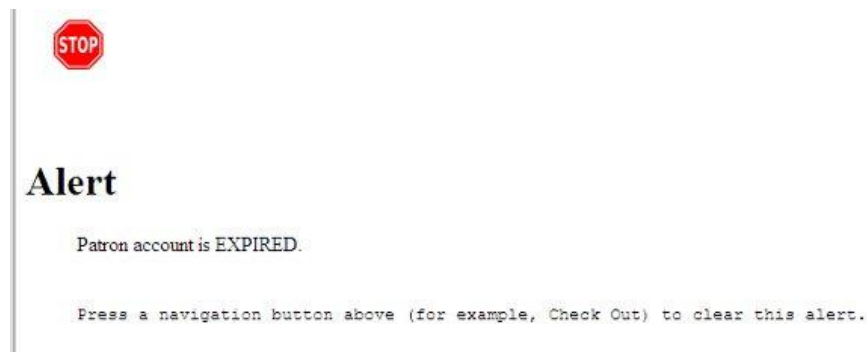 STOP
Alert
Patron account is EXPIRED.
Press a navigation button above (for example, Check Out) to clear this alert.